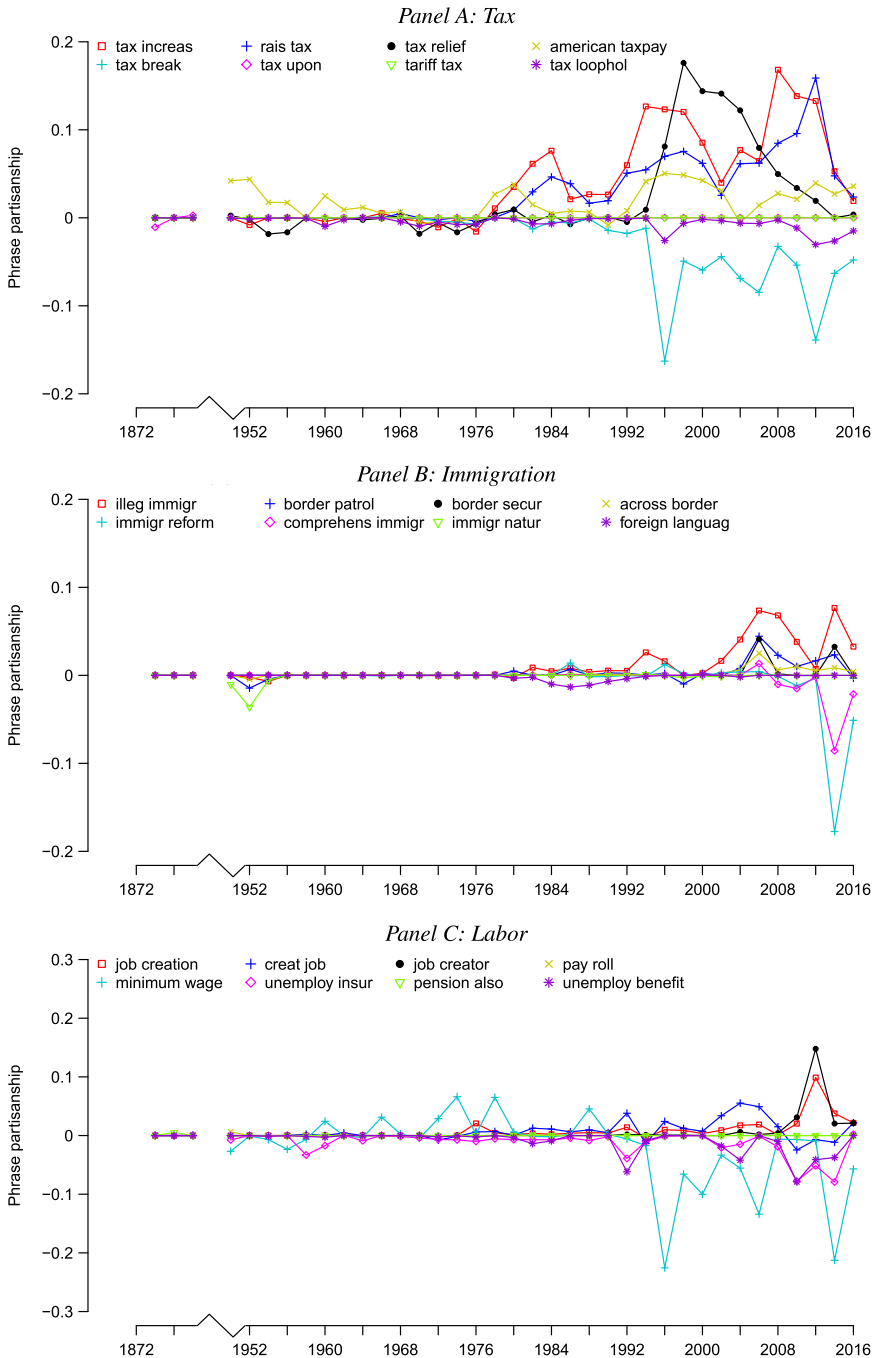 Panel A: Tax
tax increas rais tax tax relief american taxpay
tax break tax upon tariff tax tax loophol
0.2
0.1
0
−0.1
−0.2
Phrase partisanship
1872 1952 1960 1968 1976 1984 1992 2000 2008 2016
Panel B: Immigration
illeg immigr border patrol border secur across border
immigr reform comprehens immigr immigr natur foreign languag
0.2
0.1
0
−0.1
−0.2
Phrase partisanship
1872 1952 1960 1968 1976 1984 1992 2000 2008 2016
Panel C: Labor
job creation creat job job creator pay roll
minimum wage unemploy insur pension also unemploy benefit
0.3
0.2
0.1
0
−0.1
−0.2
−0.3
Phrase partisanship
1872 1952 1960 1968 1976 1984 1992 2000 2008 2016